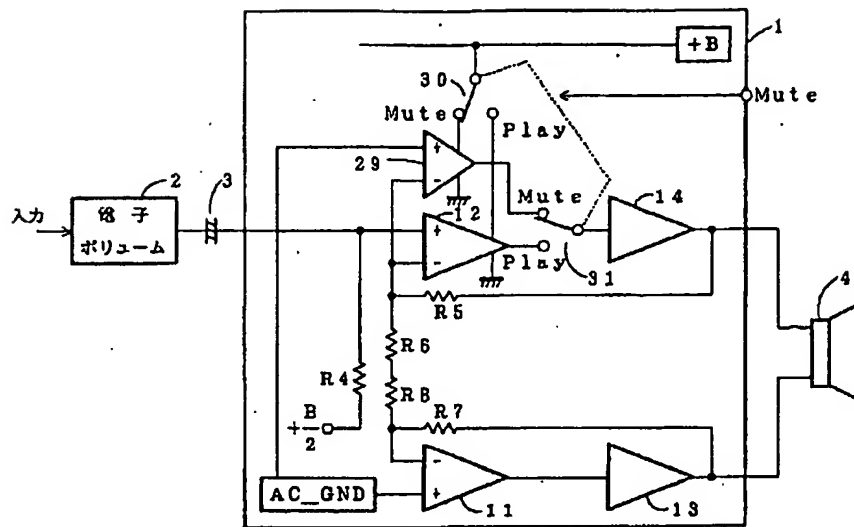 +B
1
30
Mute
Mute
Play
29
+
-
2
3
Mute
14
12
入力
電子
ボリューム
+
-
Play
31
4
R5
R6
R4
R8
R7
+B/2
-
AC_GND
+
11
13